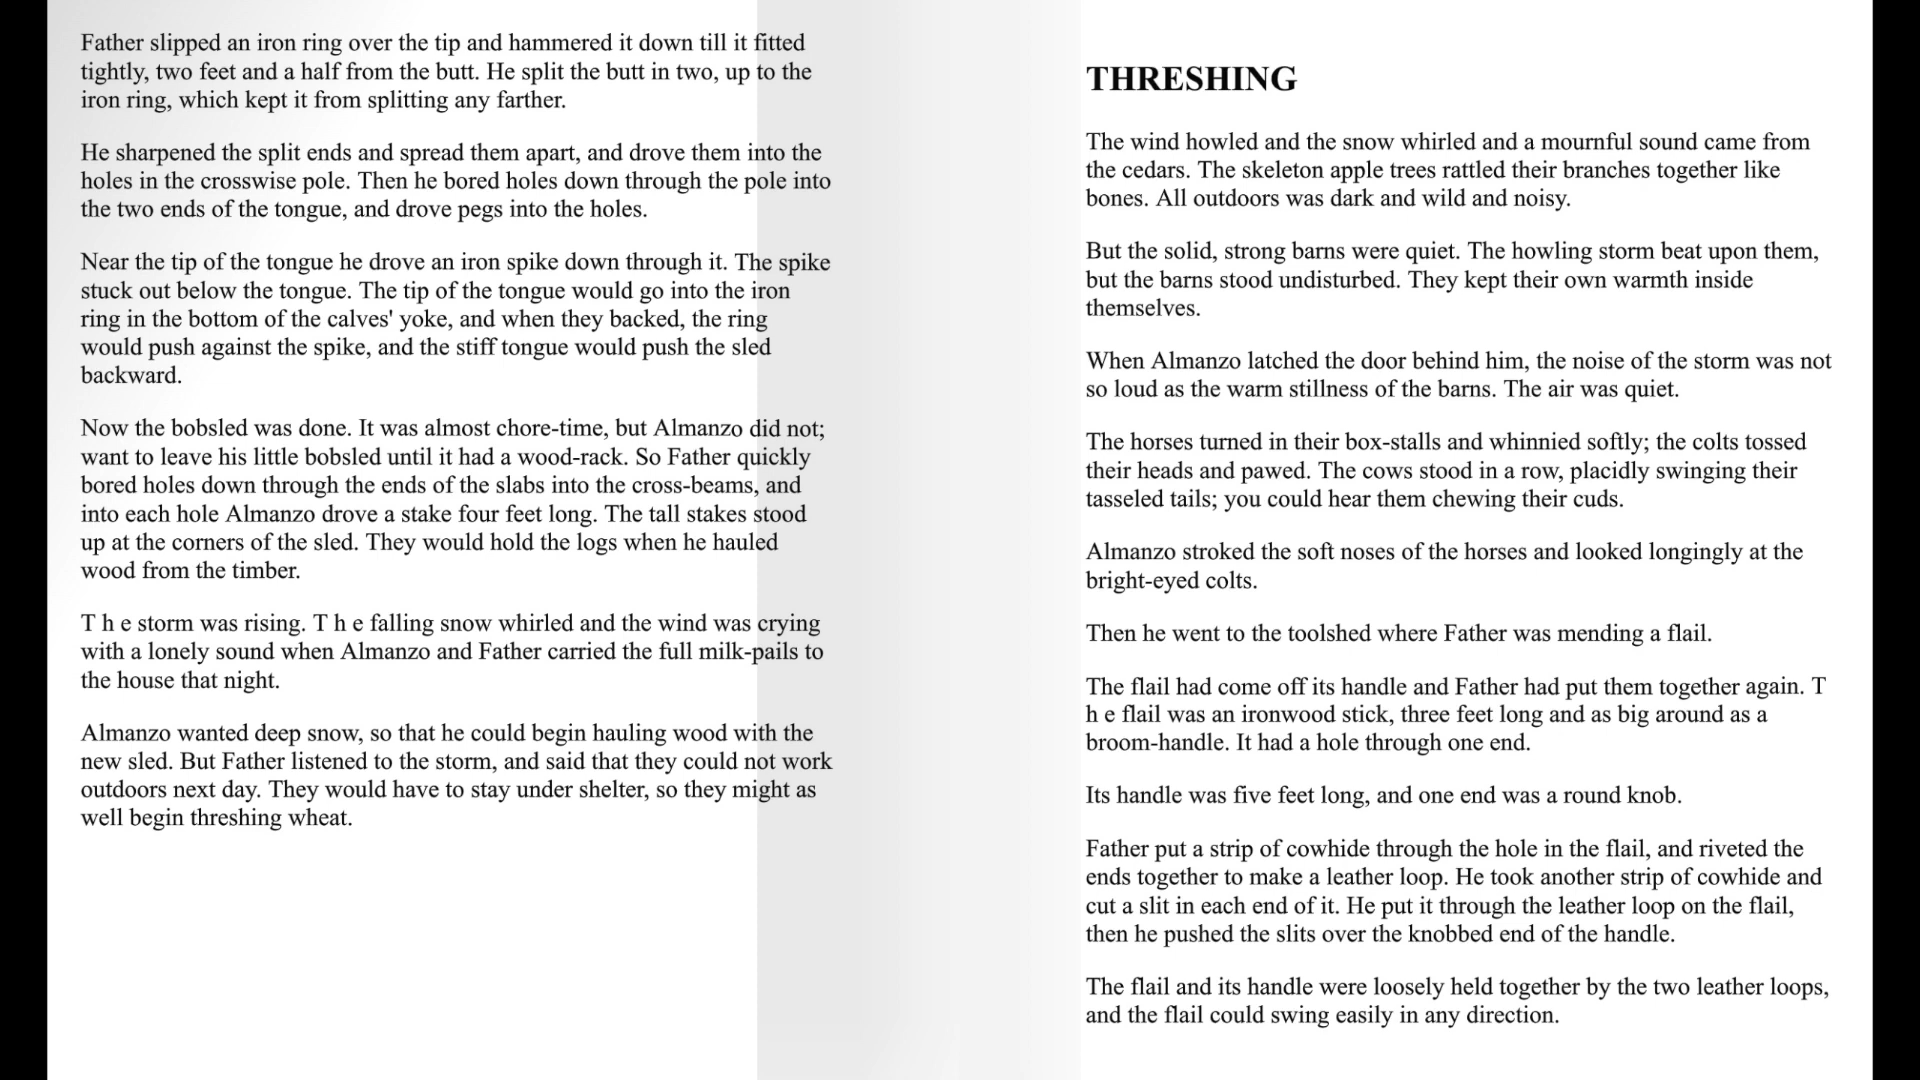 Father slipped an iron ring over the tip and hammered it down till it fitted
tightly, two feet and a half from the butt. He split the butt in two, up to the
iron ring, which kept it from splitting any farther.
He sharpened the split ends and spread them apart, and drove them into the
holes in the crosswise pole. Then he bored holes down through the pole into
the two ends of the tongue, and drove pegs into the holes.
Near the tip of the tongue he drove an iron spike down through it. The spike
stuck out below the tongue. The tip of the tongue would go into the iron
ring in the bottom of the calves' yoke, and when they backed, the ring
would push against the spike, and the stiff tongue would push the sled
backward.
Now the bobsled was done. It was almost chore-time, but Almanzo did not;
want to leave his little bobsled until it had a wood-rack. So Father quickly
bored holes down through the ends of the slabs into the cross-beams, and
into each hole Almanzo drove a stake four feet long. The tall stakes stood
up at the corners of the sled. They would hold the logs when he hauled
wood from the timber.
T h e storm was rising. T h e falling snow whirled and the wind was crying
with a lonely sound when Almanzo and Father carried the full milk-pails to
the house that night.
Almanzo wanted deep snow, so that he could begin hauling wood with the
new sled. But Father listened to the storm, and said that they could not work
outdoors next day. They would have to stay under shelter, so they might as
well begin threshing wheat.
THRESHING
The wind howled and the snow whirled and a mournful sound came from
the cedars. The skeleton apple trees rattled their branches together like
bones. All outdoors was dark and wild and noisy.
But the solid, strong barns were quiet. The howling storm beat upon them,
but the barns stood undisturbed. They kept their own warmth inside
themselves.
When Almanzo latched the door behind him, the noise of the storm was not
so loud as the warm stillness of the barns. The air was quiet.
The horses turned in their box-stalls and whinnied softly; the colts tossed
their heads and pawed. The cows stood in a row, placidly swinging their
tasseled tails; you could hear them chewing their cuds.
Almanzo stroked the soft noses of the horses and looked longingly at the
bright-eyed colts.
Then he went to the toolshed where Father was mending a flail.
The flail had come off its handle and Father had put them together again. T
h e flail was an ironwood stick, three feet long and as big around as a
broom-handle. It had a hole through one end.
Its handle was five feet long, and one end was a round knob.
Father put a strip of cowhide through the hole in the flail, and riveted the
ends together to make a leather loop. He took another strip of cowhide and
cut a slit in each end of it. He put it through the leather loop on the flail,
then he pushed the slits over the knobbed end of the handle.
The flail and its handle were loosely held together by the two leather loops,
and the flail could swing easily in any direction.